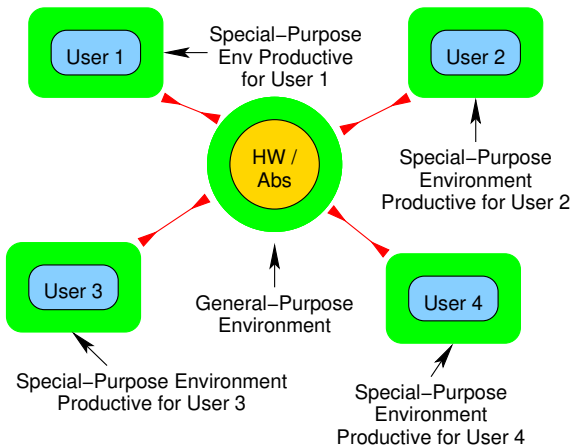 User 1
Special−Purpose
Env Productive
for User 1
User 2
HW /
Abs
Special−Purpose
Environment
Productive for User 2
User 3
General−Purpose
Environment
User 4
Special−Purpose Environment
Productive for User 3
Special−Purpose
Environment
Productive for User 4